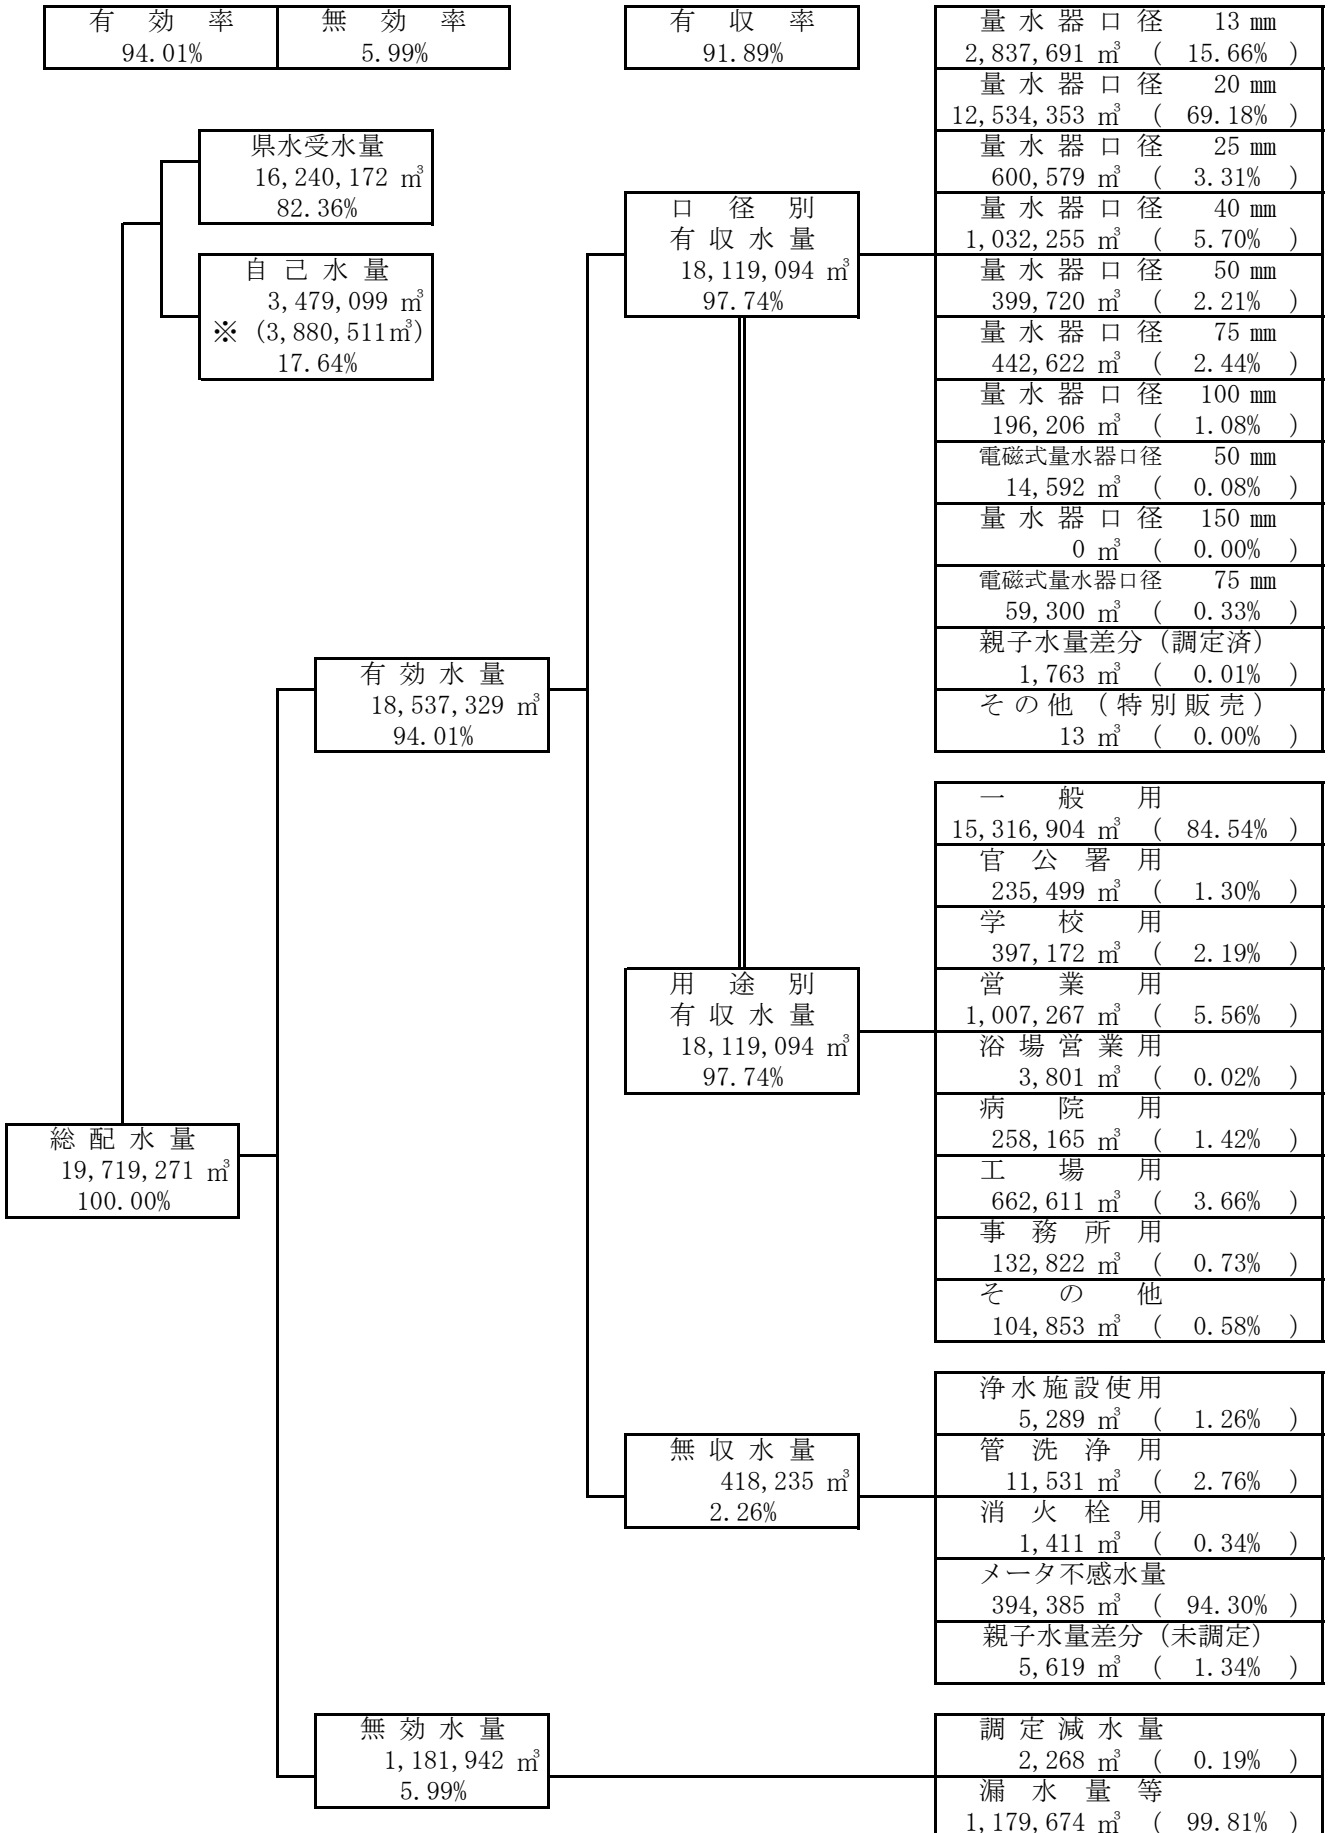 有効率
94.01%
無効率
5.99%
有収率
91.89%
県水受水量
16,240,172 ㎥
82.36%
自己水量
3,479,099 ㎥
※ (3,880,511㎥)
17.64%
総配水量
19,719,271 ㎥
100.00%
有効水量
18,537,329 ㎥
94.01%
無効水量
1,181,942 ㎥
5.99%
口径別
有収水量
18,119,094 ㎥
97.74%
用途別
有収水量
18,119,094 ㎥
97.74%
無収水量
418,235 ㎥
2.26%
量水器口径 13 ㎜
2,837,691 ㎥ ( 15.66% )
量水器口径 20 ㎜
12,534,353 ㎥ ( 69.18% )
量水器口径 25 ㎜
600,579 ㎥ ( 3.31% )
量水器口径 40 ㎜
1,032,255 ㎥ ( 5.70% )
量水器口径 50 ㎜
399,720 ㎥ ( 2.21% )
量水器口径 75 ㎜
442,622 ㎥ ( 2.44% )
量水器口径 100 ㎜
196,206 ㎥ ( 1.08% )
電磁式量水器口径 50 ㎜
14,592 ㎥ ( 0.08% )
量水器口径 150 ㎜
0 ㎥ ( 0.00% )
電磁式量水器口径 75 ㎜
59,300 ㎥ ( 0.33% )
親子水量差分（調定済）
1,763 ㎥ ( 0.01% )
その他（特別販売）
13 ㎥ ( 0.00% )
一般用
15,316,904 ㎥ ( 84.54% )
官公署用
235,499 ㎥ ( 1.30% )
学校用
397,172 ㎥ ( 2.19% )
営業用
1,007,267 ㎥ ( 5.56% )
浴場営業用
3,801 ㎥ ( 0.02% )
病院用
258,165 ㎥ ( 1.42% )
工場用
662,611 ㎥ ( 3.66% )
事務所用
132,822 ㎥ ( 0.73% )
その他
104,853 ㎥ ( 0.58% )
浄水施設使用
5,289 ㎥ ( 1.26% )
管洗浄用
11,531 ㎥ ( 2.76% )
消火栓用
1,411 ㎥ ( 0.34% )
メータ不感水量
394,385 ㎥ ( 94.30% )
親子水量差分（未調定）
5,619 ㎥ ( 1.34% )
調定減水量
2,268 ㎥ ( 0.19% )
漏水量等
1,179,674 ㎥ ( 99.81% )